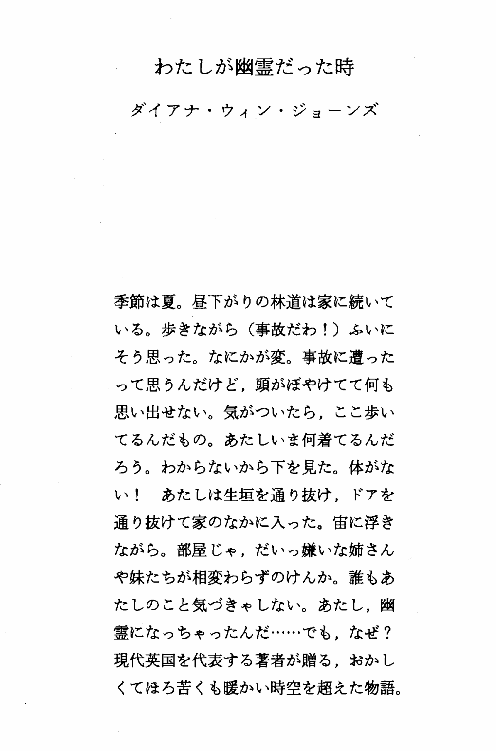 わたしが幽霊だった時
ダイアナ・ウィン・ジョーンズ
季節は夏。昼下がりの林道は家に続いて
いる。歩きながら（事故だわ！）ふいに
そう思った。なにかが変。事故に遭った
って思うんだけど，頭がぼやけてて何も
思い出せない。気がついたら，ここ歩い
てるんだもの。あたしいま何着てるんだ
ろう。わからないから下を見た。体がな
い！　あたしは生垣を通り抜け，ドアを
通り抜けて家のなかに入った。宙に浮き
ながら。部屋じゃ，だいっ嫌いな姉さん
や妹たちが相変わらずのけんか。誰もあ
たしのこと気づきゃしない。あたし，幽
霊になっちゃったんだ……でも，なぜ？
現代英国を代表する著者が贈る，おかし
くてほろ苦くも暖かい時空を超えた物語。